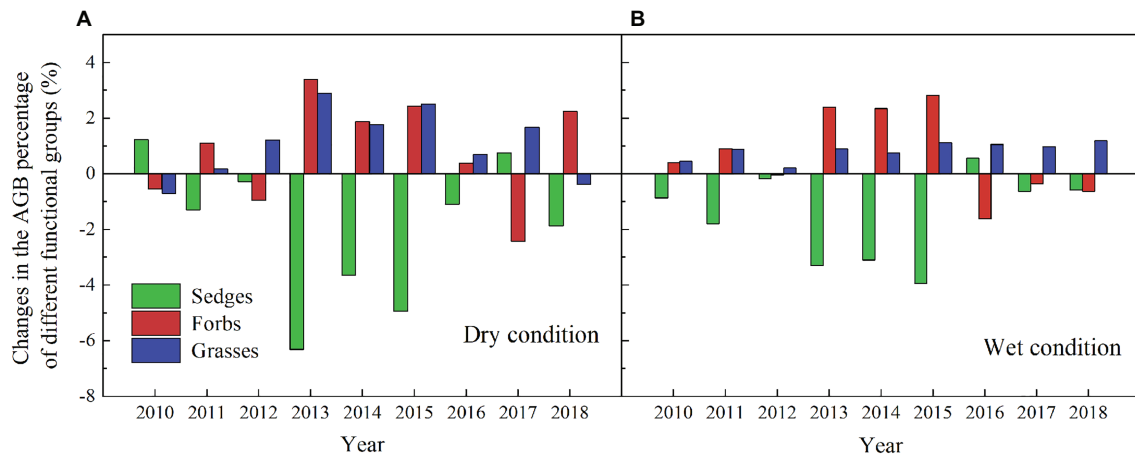 A
B
Changes in the AGB percentage
of different functional groups (%)
4
2
0
-2
-4
-6
-8
Sedges
Forbs
Grasses
Dry condition
Wet condition
2010 2011 2012 2013 2014 2015 2016 2017 2018
2010 2011 2012 2013 2014 2015 2016 2017 2018
Year
Year